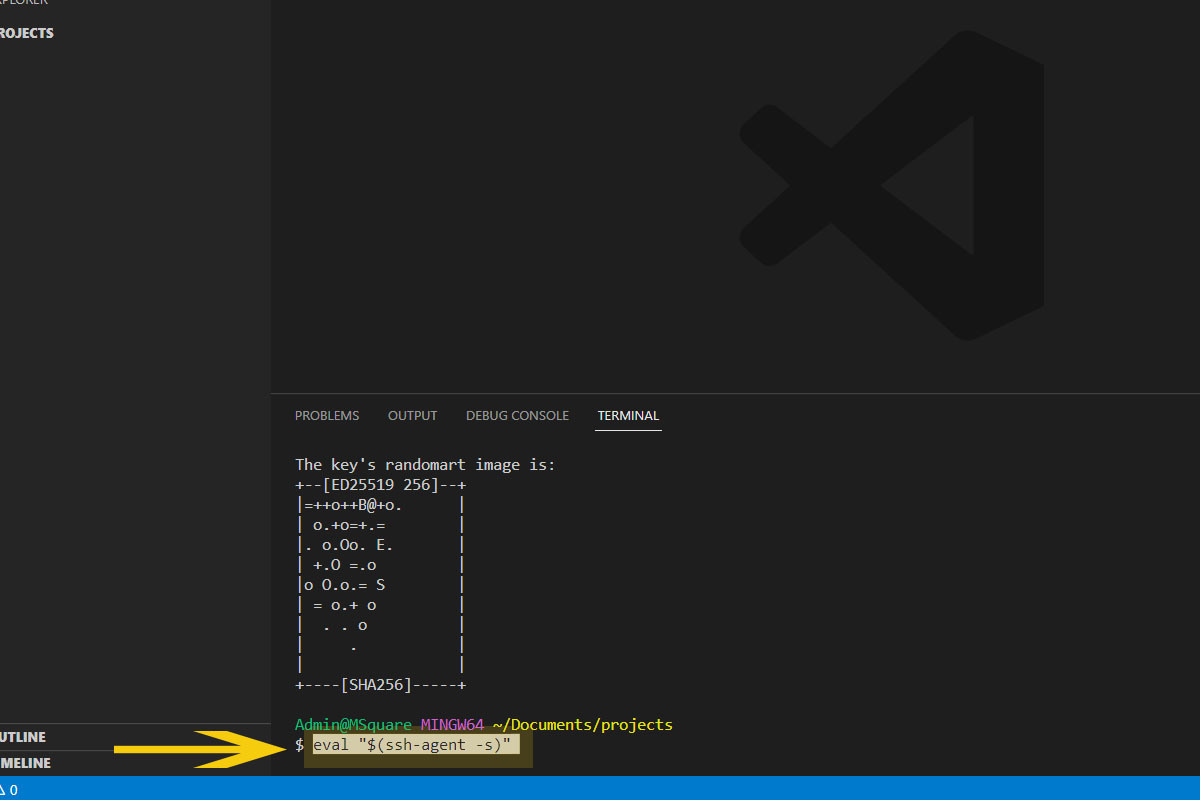 XPLORER
ROJECTS
PROBLEMS OUTPUT DEBUG CONSOLE TERMINAL
The key's randomart image is:
+--[ED25519 256]--+
|=++o++B@+o.      |
| o.+o=+.=        |
|. o.Oo. E.       |
| +.O =.o         |
|o O.o.= S        |
| = o.+ o         |
|  . . o          |
|     .           |
|                 |
+----[SHA256]-----+
Admin@MSquare MINGW64 ~/Documents/projects
$ eval "$(ssh-agent -s)"
UTLINE
MELINE
0